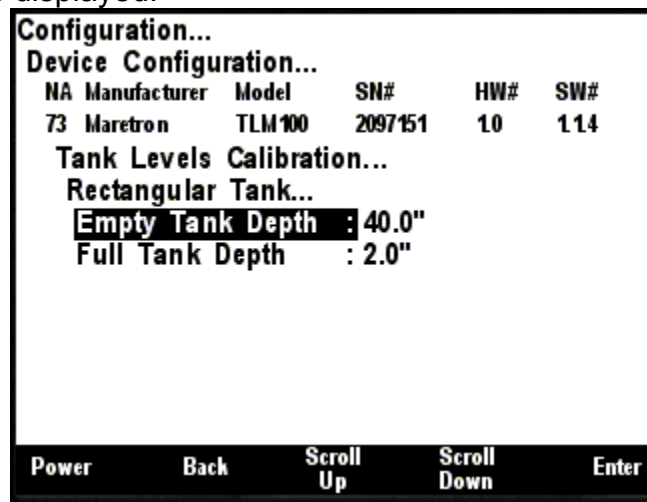 displayed.
Configuration...
Device Configuration...
NA Manufacturer Model SN# HW# SW#
73 Maretron TLM100 2097151 1.0 1.1.4
Tank Levels Calibration...
Rectangular Tank...
Empty Tank Depth : 40.0"
Full Tank Depth : 2.0"
Power Back Scroll Up Scroll Down Enter